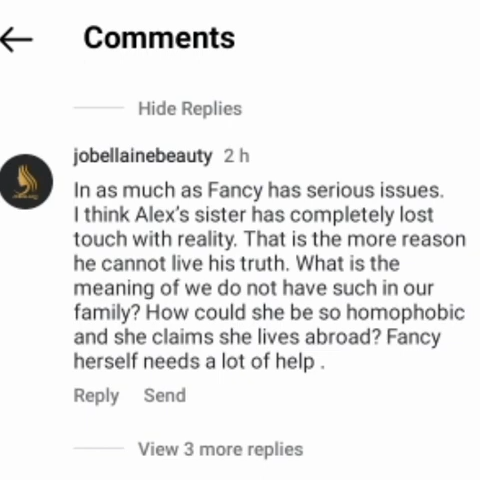 Comments
Hide Replies
jobellainebeauty 2 h
In as much as Fancy has serious issues.
I think Alex's sister has completely lost
touch with reality. That is the more reason
he cannot live his truth. What is the
meaning of we do not have such in our
family? How could she be so homophobic
and she claims she lives abroad? Fancy
herself needs a lot of help .
Reply Send
View 3 more replies